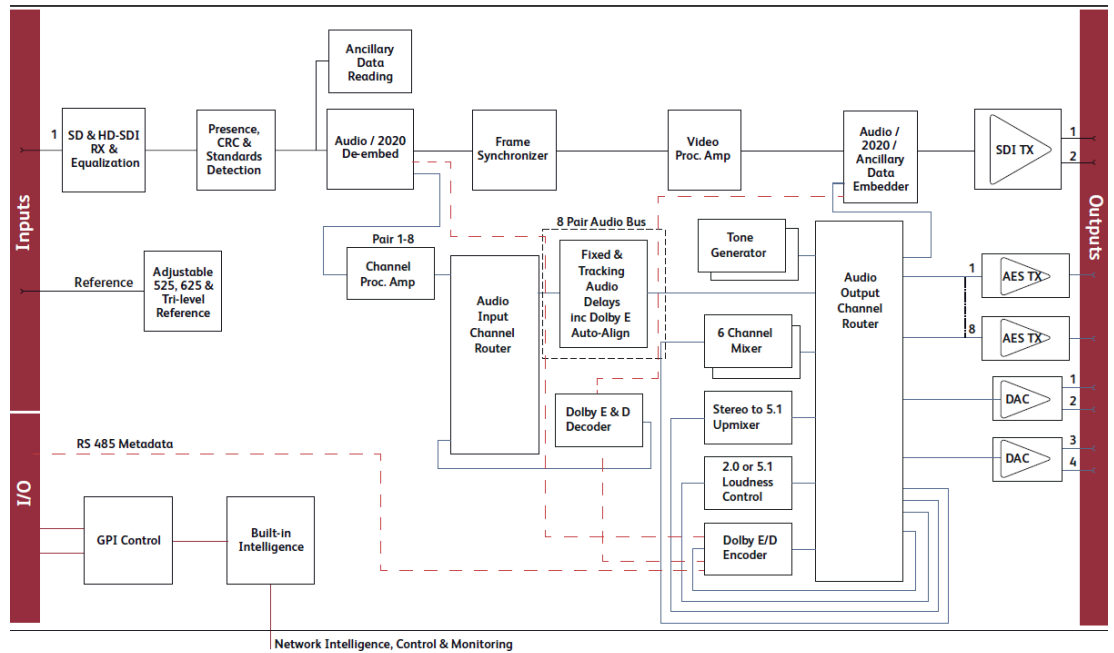 Inputs
I/O
Outputs
Ancillary
Data
Reading
1
SD & HD-SDI
RX &
Equalization
Presence,
CRC &
Standards
Detection
Audio / 2020
De-embed
Frame
Synchronizer
Video
Proc. Amp
Audio /
2020 /
Ancillary
Data
Embedder
SDI TX
1
2
Reference
Adjustable
525, 625 &
Tri-level
Reference
Pair 1-8
Channel
Proc. Amp
Audio
Input
Channel
Router
8 Pair Audio Bus
Fixed &
Tracking
Audio
Delays
inc Dolby E
Auto-Align
Tone
Generator
Audio
Output
Channel
Router
1
AES TX
8
AES TX
6 Channel
Mixer
Dolby E & D
Decoder
Stereo to 5.1
Upmixer
DAC
1
2
DAC
3
4
RS 485 Metadata
2.0 or 5.1
Loudness
Control
Dolby E/D
Encoder
GPI Control
Built-in
Intelligence
Network Intelligence, Control & Monitoring